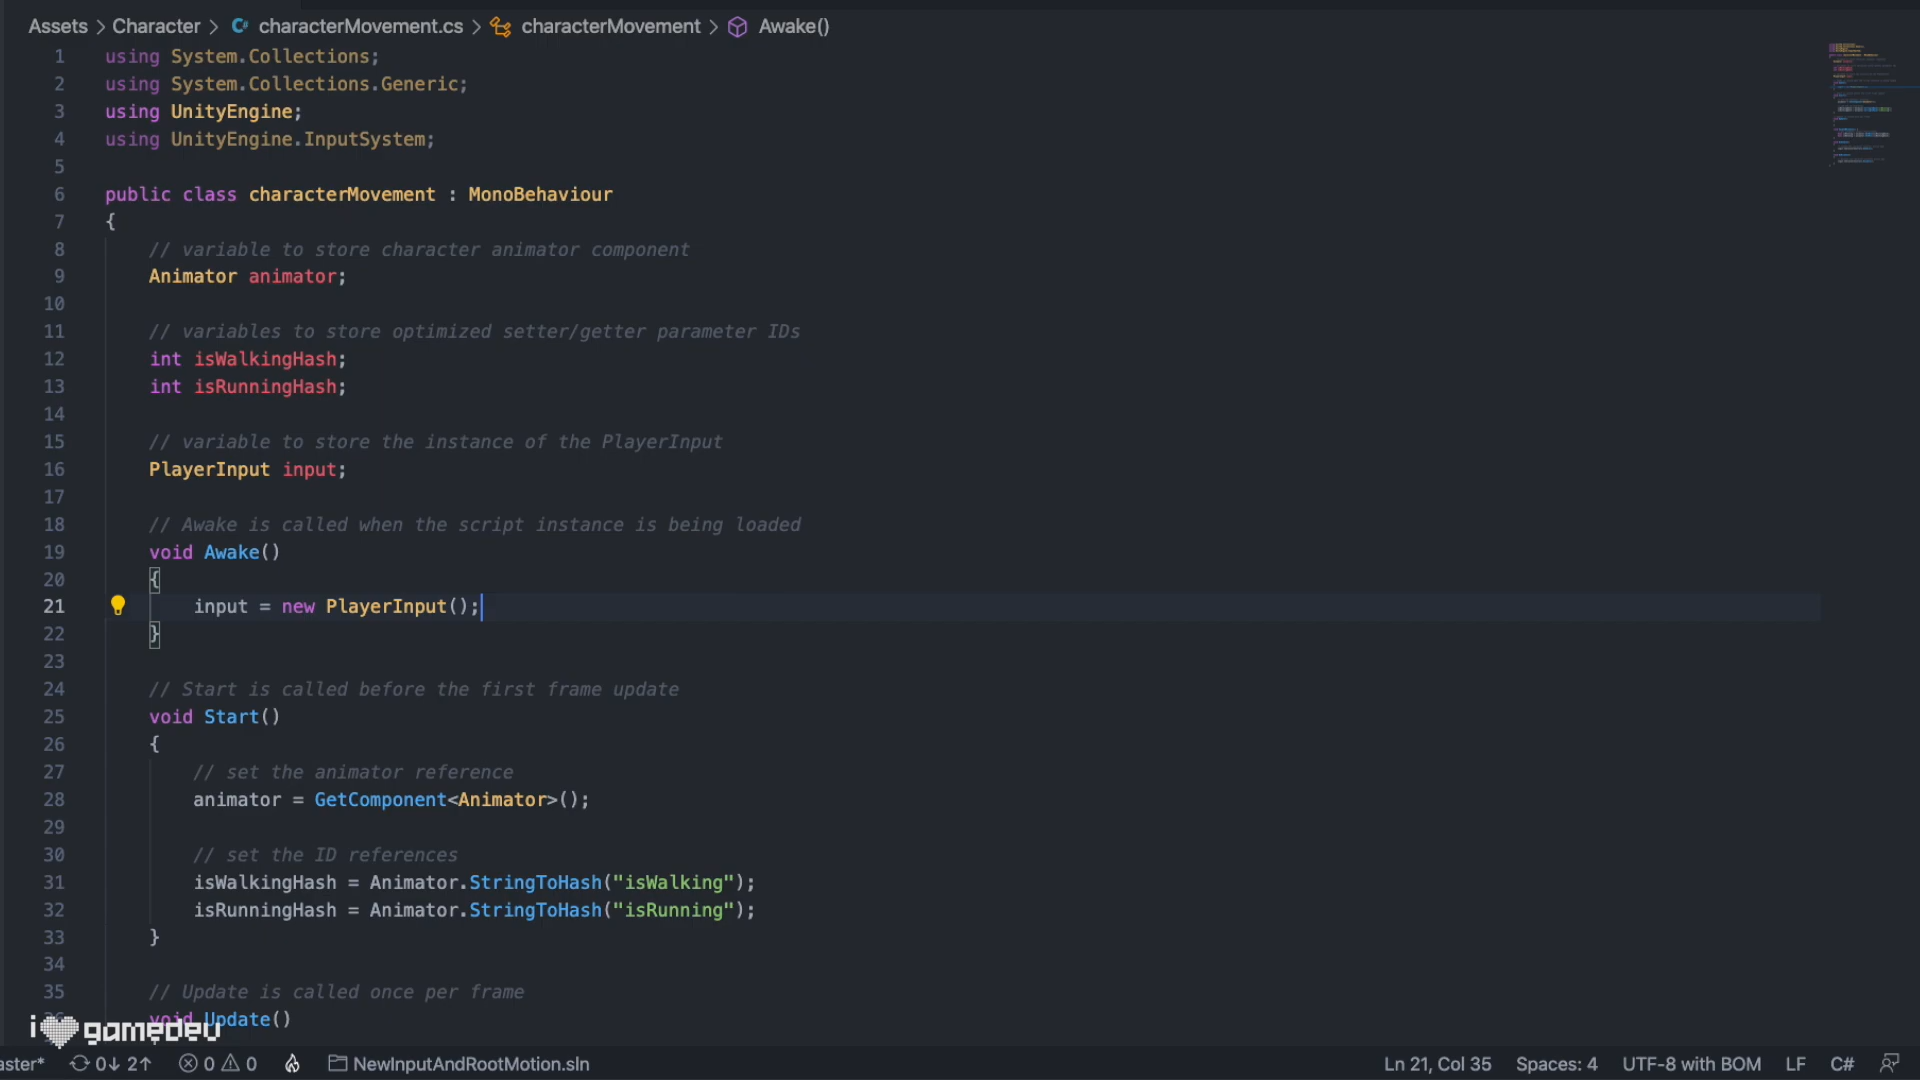 Assets > Character > characterMovement.cs > characterMovement > Awake()
1 using System.Collections;
2 using System.Collections.Generic;
3 using UnityEngine;
4 using UnityEngine.InputSystem;
5
6 public class characterMovement : MonoBehaviour
7 {
8 // variable to store character animator component
9 Animator animator;
10
11 // variables to store optimized setter/getter parameter IDs
12 int isWalkingHash;
13 int isRunningHash;
14
15 // variable to store the instance of the PlayerInput
16 PlayerInput input;
17
18 // Awake is called when the script instance is being loaded
19 void Awake()
20 {
21 input = new PlayerInput();
22 }
23
24 // Start is called before the first frame update
25 void Start()
26 {
27 // set the animator reference
28 animator = GetComponent<Animator>();
29
30 // set the ID references
31 isWalkingHash = Animator.StringToHash("isWalking");
32 isRunningHash = Animator.StringToHash("isRunning");
33 }
34
35 // Update is called once per frame
36 void Update()
i gamedev
aster* 0↓ 2↑ 0 0 NewInputAndRootMotion.sln Ln 21, Col 35 Spaces: 4 UTF-8 with BOM LF C#